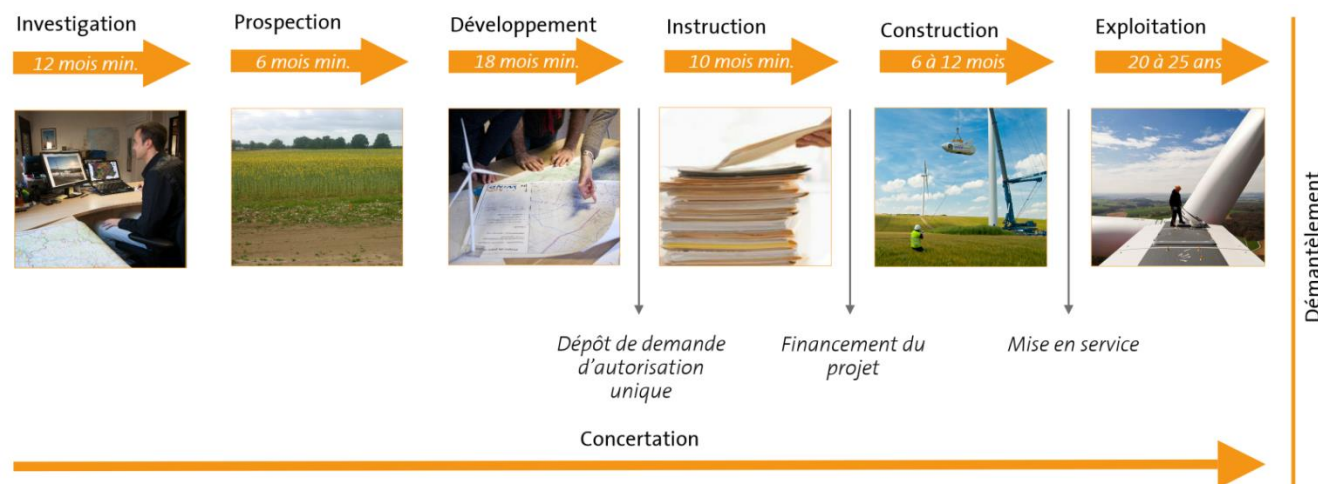 Investigation
12 mois min.
Prospection
6 mois min.
Développement
18 mois min.
Instruction
10 mois min.
Construction
6 à 12 mois
Exploitation
20 à 25 ans
Dépôt de demande
d'autorisation
unique
Financement du
projet
Mise en service
Concertation
Démantèlement